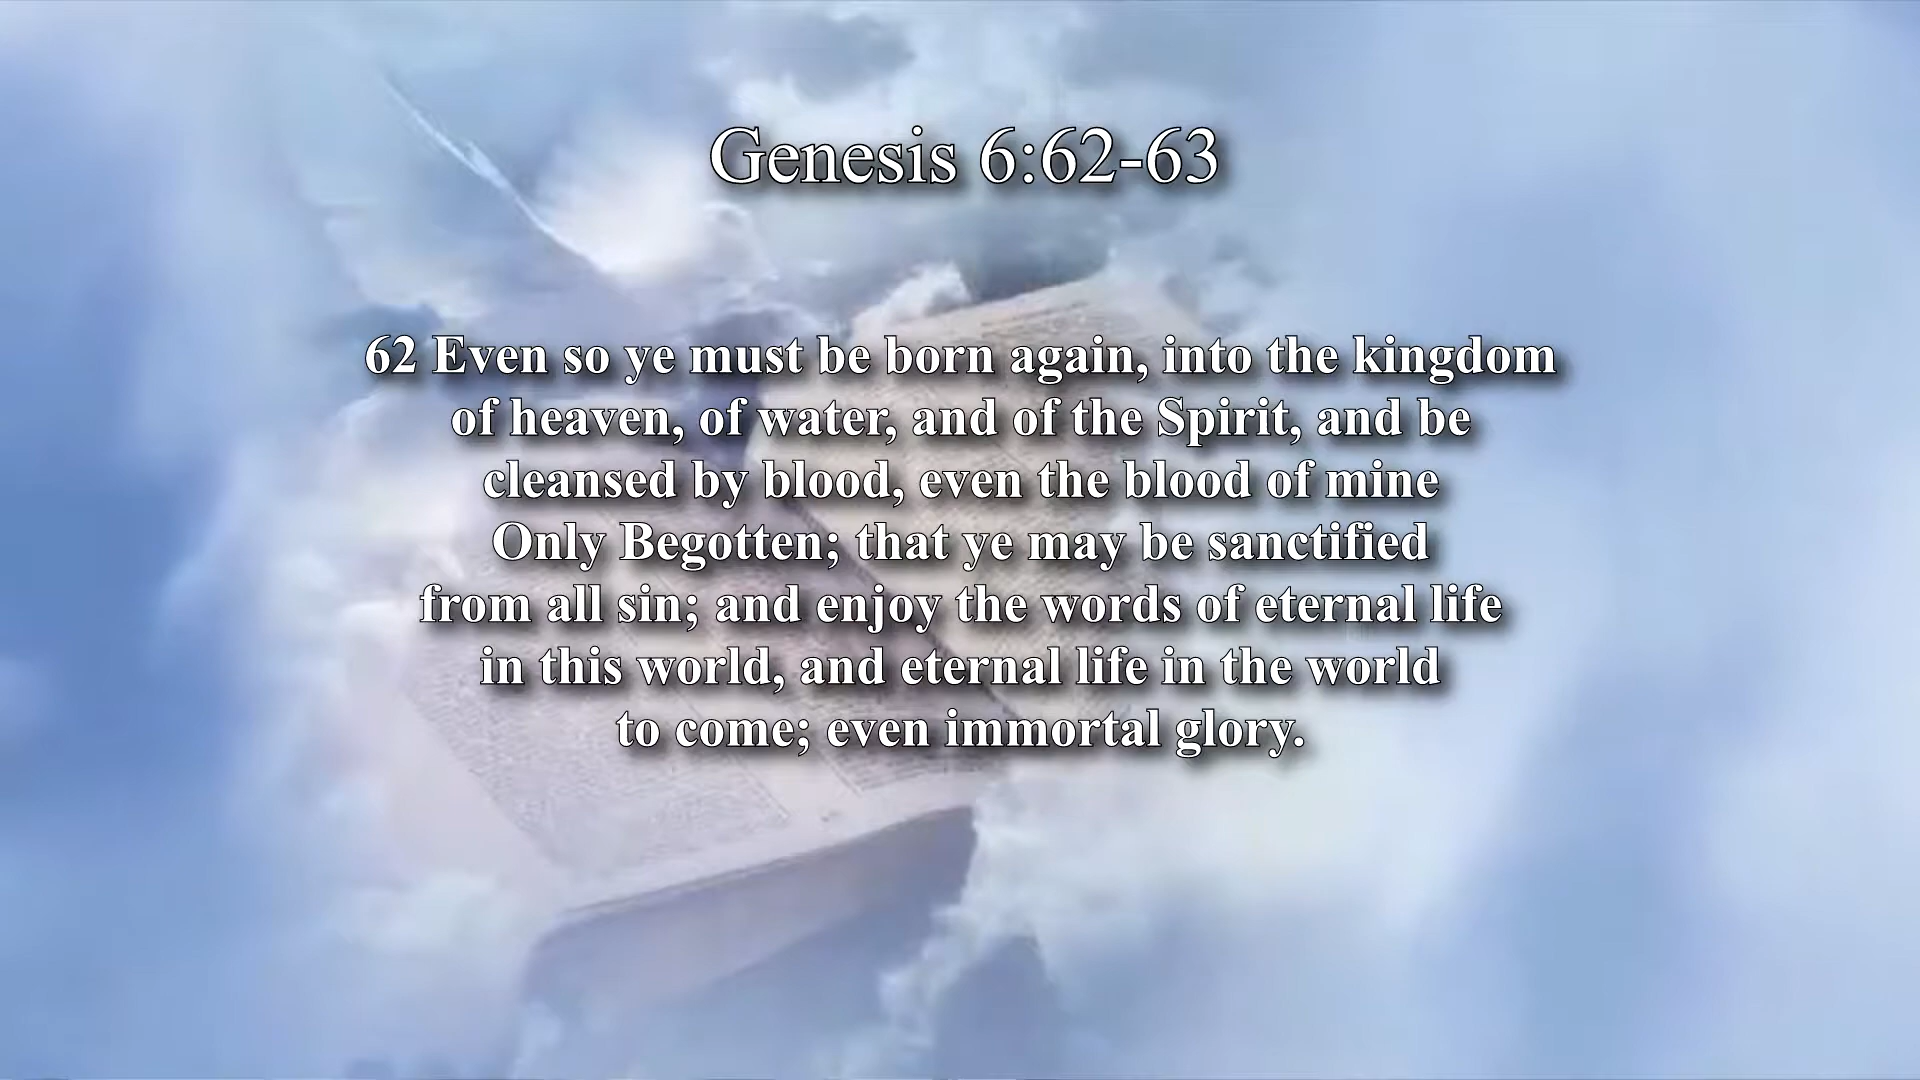 Genesis 6:62-63
62 Even so ye must be born again, into the kingdom
of heaven, of water, and of the Spirit, and be
cleansed by blood, even the blood of mine
Only Begotten; that ye may be sanctified
from all sin; and enjoy the words of eternal life
in this world, and eternal life in the world
to come; even immortal glory.